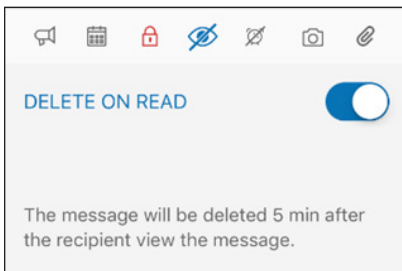 DELETE ON READ
The message will be deleted 5 min after
the recipient view the message.